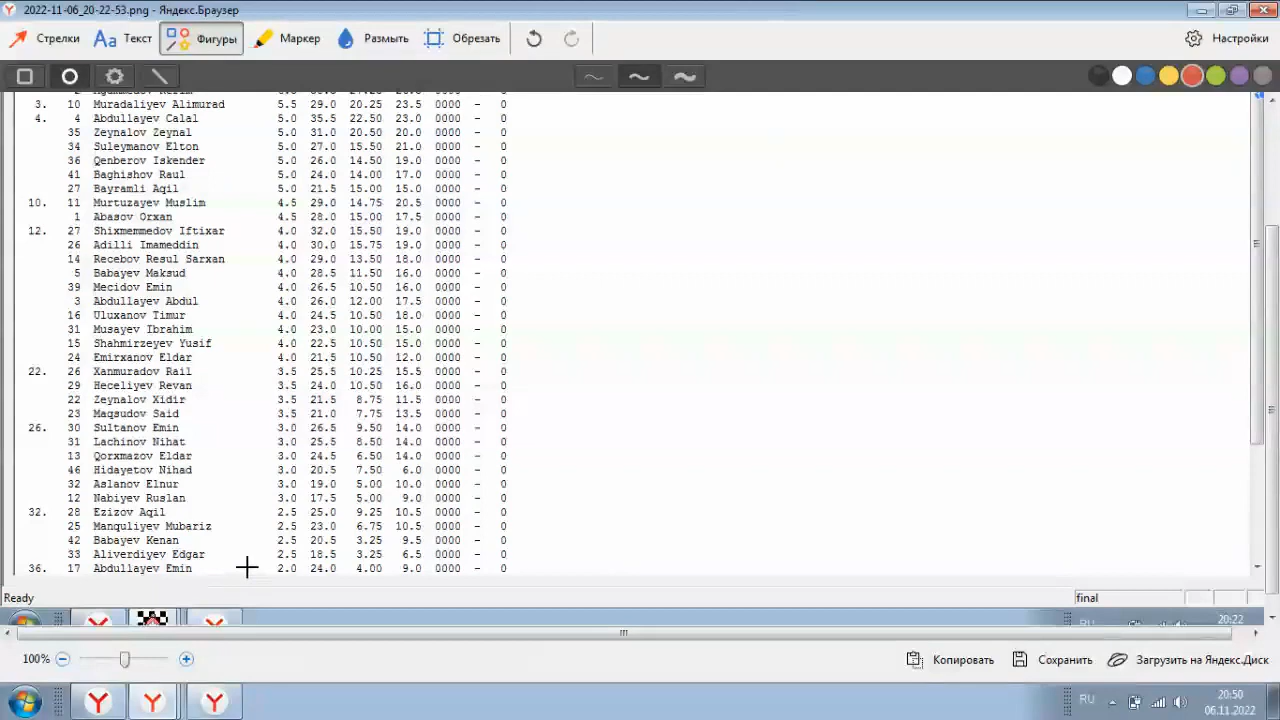 2022-11-06_20-22-53.png - Яндекс.Браузер
Стрелки Текст Фигуры Маркер Размыть Обрезать Настройки
3. 10 Muradaliyev Alimurad 5.5 29.0 20.25 23.5 0000 - 0
4. 4 Abdullayev Calal 5.0 35.5 22.50 23.0 0000 - 0
35 Zeynalov Zeynal 5.0 31.0 20.50 20.0 0000 - 0
34 Suleymanov Elton 5.0 27.0 15.50 21.0 0000 - 0
36 Qenberov Iskender 5.0 26.0 14.50 19.0 0000 - 0
41 Baghishov Raul 5.0 24.0 14.00 17.0 0000 - 0
27 Bayramli Aqil 5.0 21.5 15.00 15.0 0000 - 0
10. 11 Murtuzayev Muslim 4.5 29.0 14.75 20.5 0000 - 0
1 Abasov Orxan 4.5 28.0 15.00 17.5 0000 - 0
12. 27 Shixmemmedov Iftixar 4.0 32.0 15.50 19.0 0000 - 0
26 Adilli Imameddin 4.0 30.0 15.75 19.0 0000 - 0
14 Recebov Resul Sarxan 4.0 29.0 13.50 18.0 0000 - 0
5 Babayev Maksud 4.0 28.5 11.50 16.0 0000 - 0
39 Mecidov Emin 4.0 26.5 10.50 16.0 0000 - 0
3 Abdullayev Abdul 4.0 26.0 12.00 17.5 0000 - 0
16 Uluxanov Timur 4.0 24.5 10.50 18.0 0000 - 0
31 Musayev Ibrahim 4.0 23.0 10.00 15.0 0000 - 0
15 Shahmirzeyev Yusif 4.0 22.5 10.50 15.0 0000 - 0
24 Emirxanov Eldar 4.0 21.5 10.50 12.0 0000 - 0
22. 26 Xanmuradov Rail 3.5 25.5 10.25 15.5 0000 - 0
29 Heceliyev Revan 3.5 24.0 10.50 16.0 0000 - 0
22 Zeynalov Xidir 3.5 21.5 8.75 11.5 0000 - 0
23 Maqsudov Said 3.5 21.0 7.75 13.5 0000 - 0
26. 30 Sultanov Emin 3.0 26.5 9.50 14.0 0000 - 0
31 Lachinov Nihat 3.0 25.5 8.50 14.0 0000 - 0
13 Qorxmazov Eldar 3.0 24.5 6.50 14.0 0000 - 0
46 Hidayetov Nihad 3.0 20.5 7.50 6.0 0000 - 0
32 Aslanov Elnur 3.0 19.0 5.00 10.0 0000 - 0
12 Nabiyev Ruslan 3.0 17.5 5.00 9.0 0000 - 0
32. 28 Ezizov Aqil 2.5 25.0 9.25 10.5 0000 - 0
25 Manquliyev Mubariz 2.5 23.0 6.75 10.5 0000 - 0
42 Babayev Kenan 2.5 20.5 3.25 9.5 0000 - 0
33 Aliverdiyev Edgar 2.5 18.5 3.25 6.5 0000 - 0
36. 17 Abdullayev Emin 2.0 24.0 4.00 9.0 0000 - 0
Ready final
RU 20:22
100% Копировать Сохранить Загрузить на Яндекс.Диск
RU 20:50
06.11.2022